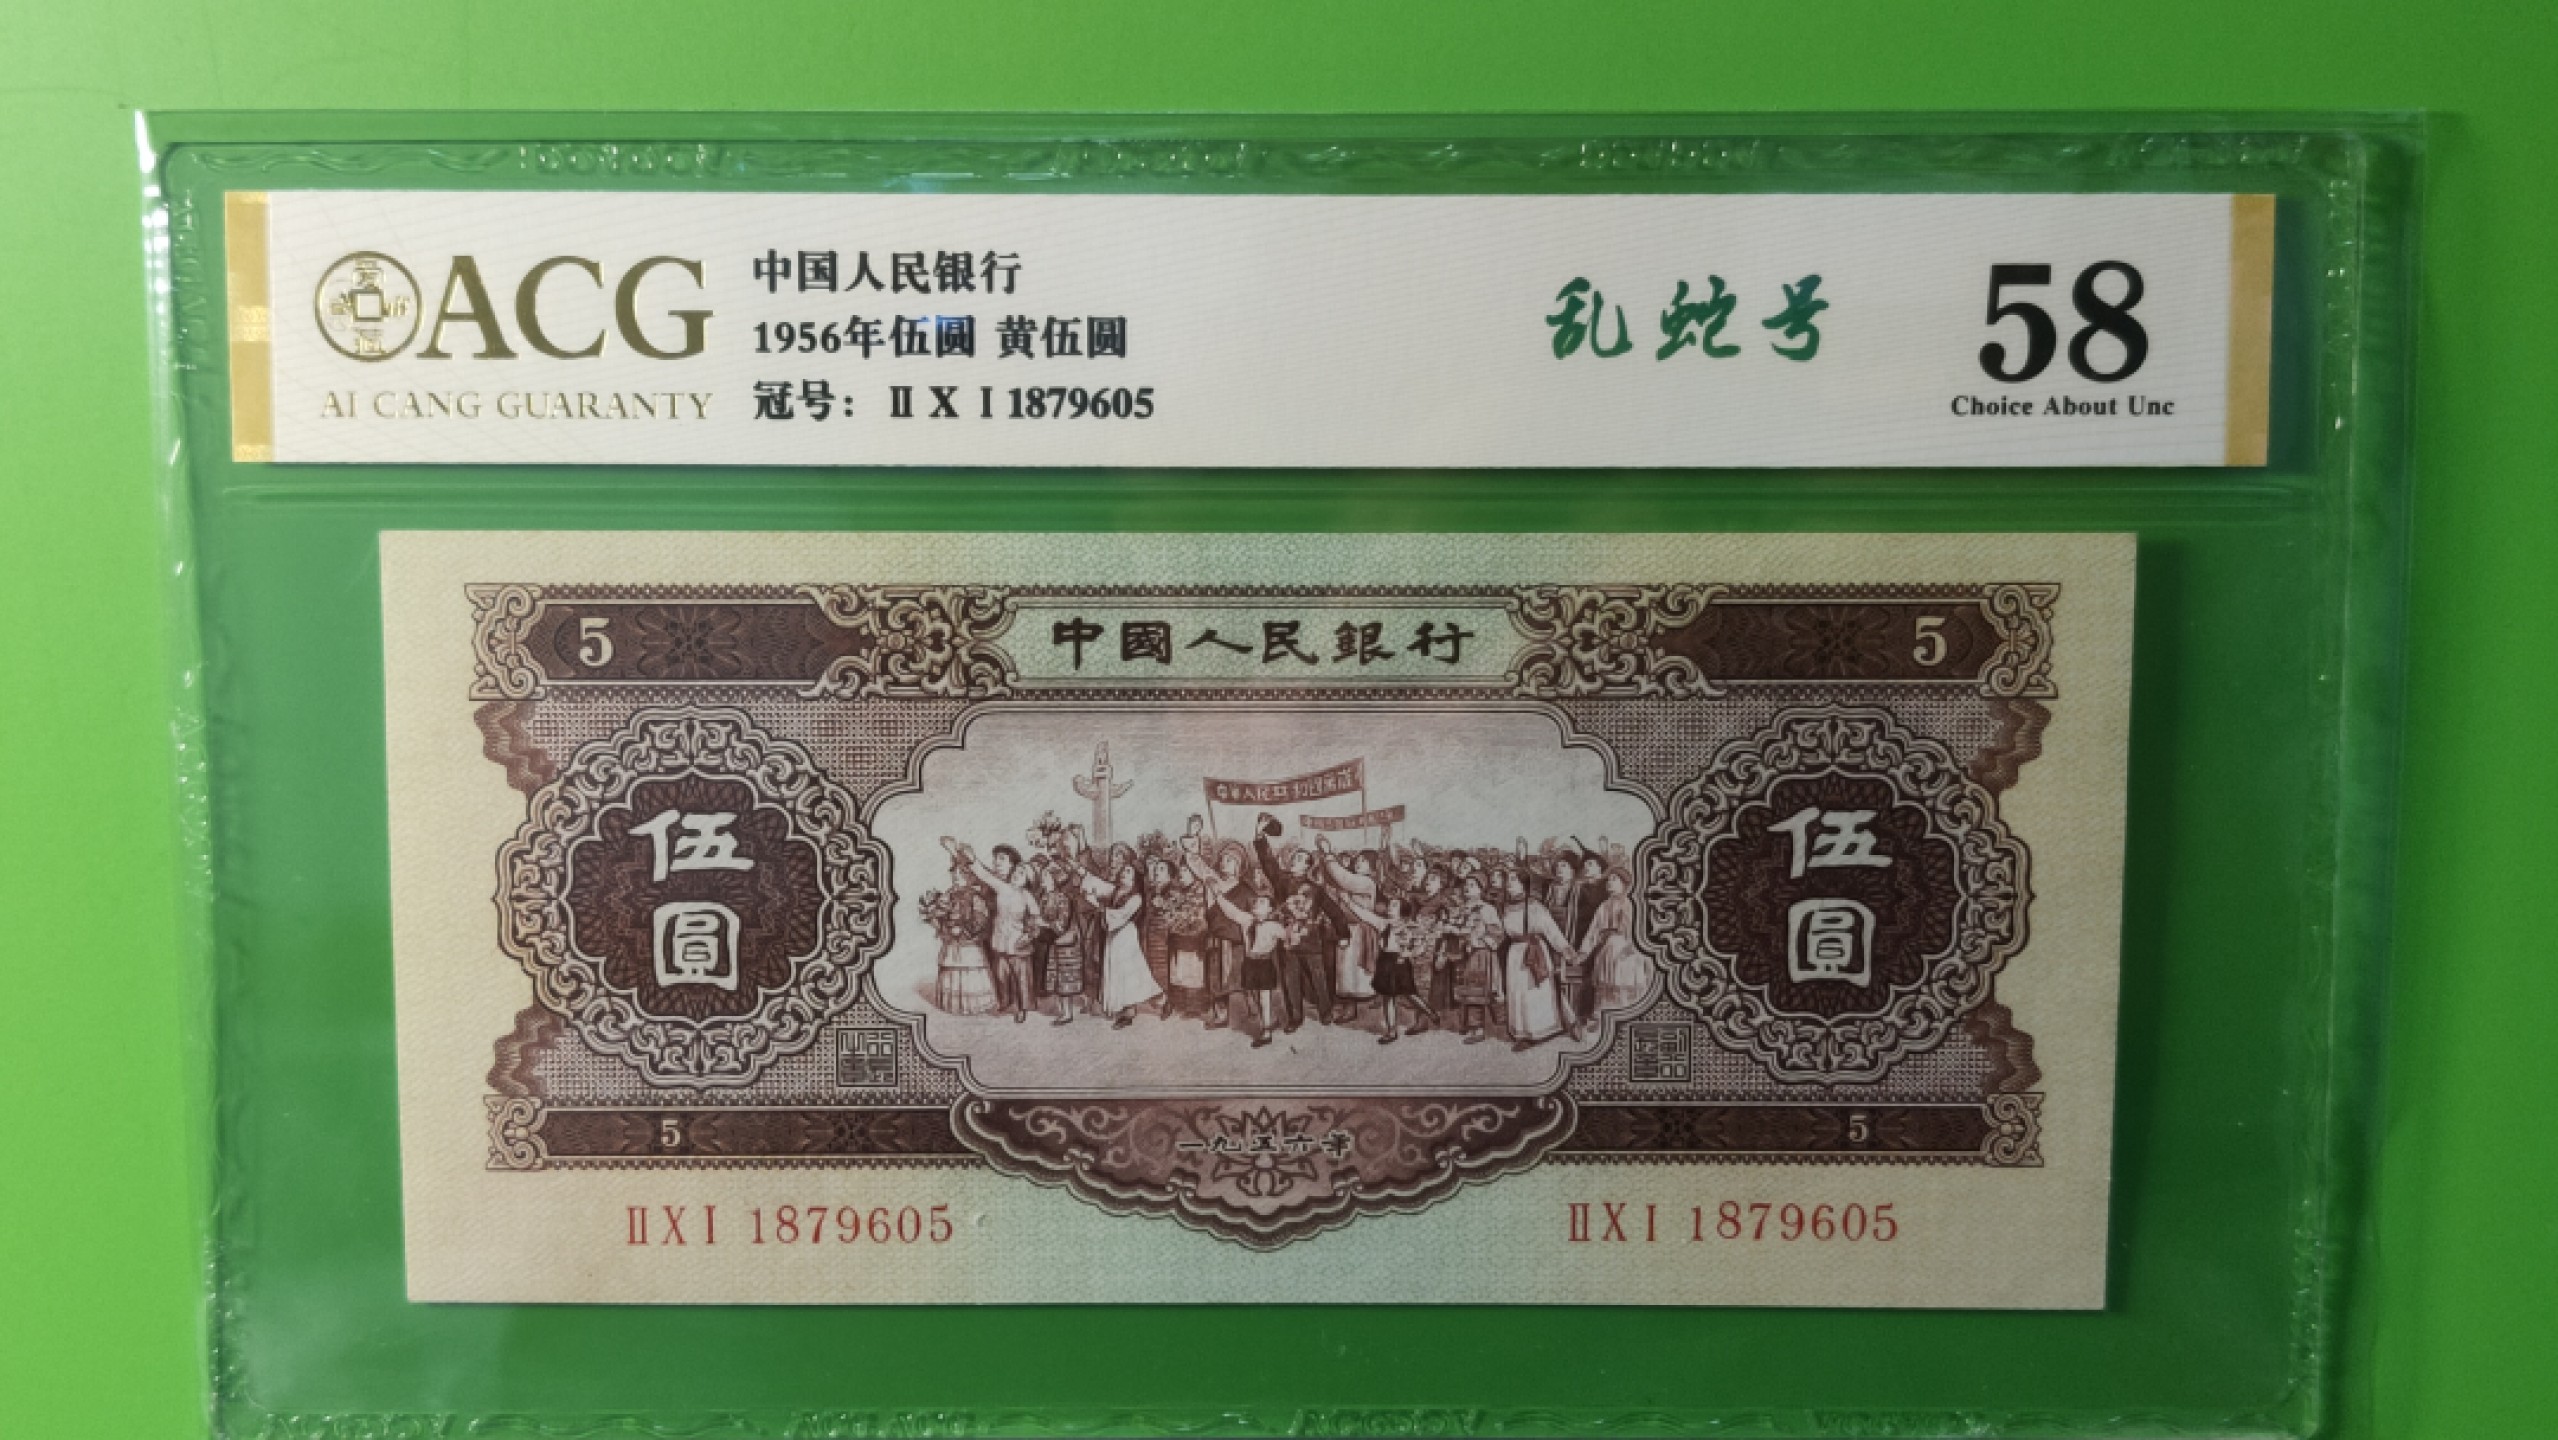 ACG
AI CANG GUARANTY
中国人民银行
1956年伍圆 黄伍圆
冠号: II X I 1879605
乱蛇号
58
Choice About Unc
5
中國人民銀行
5
伍圓
伍圓
5
一九五六年
5
II X I 1879605
II X I 1879605